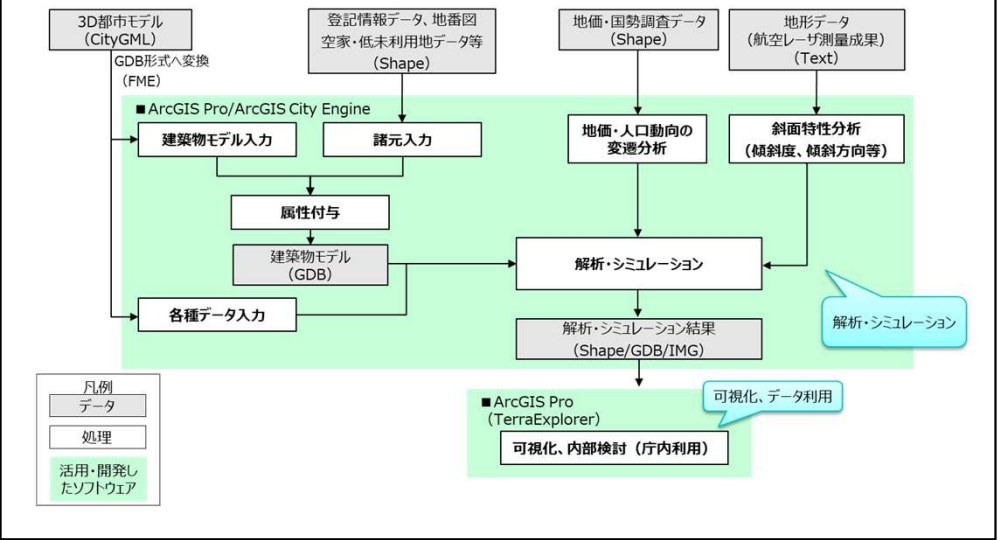 3D都市モデル
(CityGML)
登記情報データ、地番図
空家・低未利用地データ等
(Shape)
地価・国勢調査データ
(Shape)
地形データ
(航空レーザ測量成果)
(Text)
GDB形式へ変換
(FME)
■ArcGIS Pro/ArcGIS City Engine
建築物モデル入力
諸元入力
地価・人口動向の
変遷分析
斜面特性分析
(傾斜度、傾斜方向等)
属性付与
建築物モデル
(GDB)
解析・シミュレーション
各種データ入力
解析・シミュレーション
解析・シミュレーション結果
(Shape/GDB/IMG)
凡例
データ
処理
活用・開発し
たソフトウェア
■ArcGIS Pro
(TerraExplorer)
可視化、データ利用
可視化、内部検討(庁内利用)